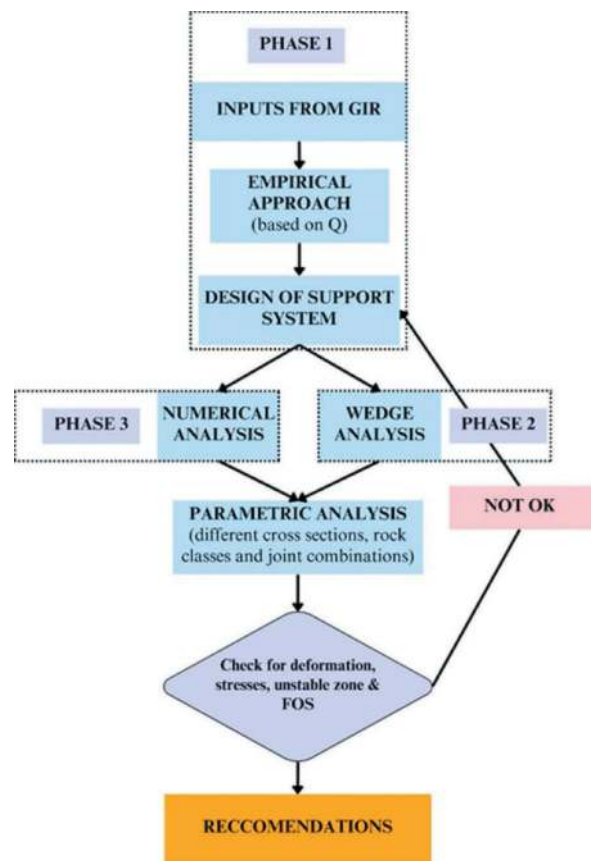 PHASE 1
INPUTS FROM GIR
EMPIRICAL
APPROACH
(based on Q)
DESIGN OF SUPPORT
SYSTEM
PHASE 3
NUMERICAL
ANALYSIS
WEDGE
ANALYSIS
PHASE 2
PARAMETRIC ANALYSIS
(different cross sections, rock
classes and joint combinations)
NOT OK
Check for deformation,
stresses, unstable zone &
FOS
RECCOMENDATIONS